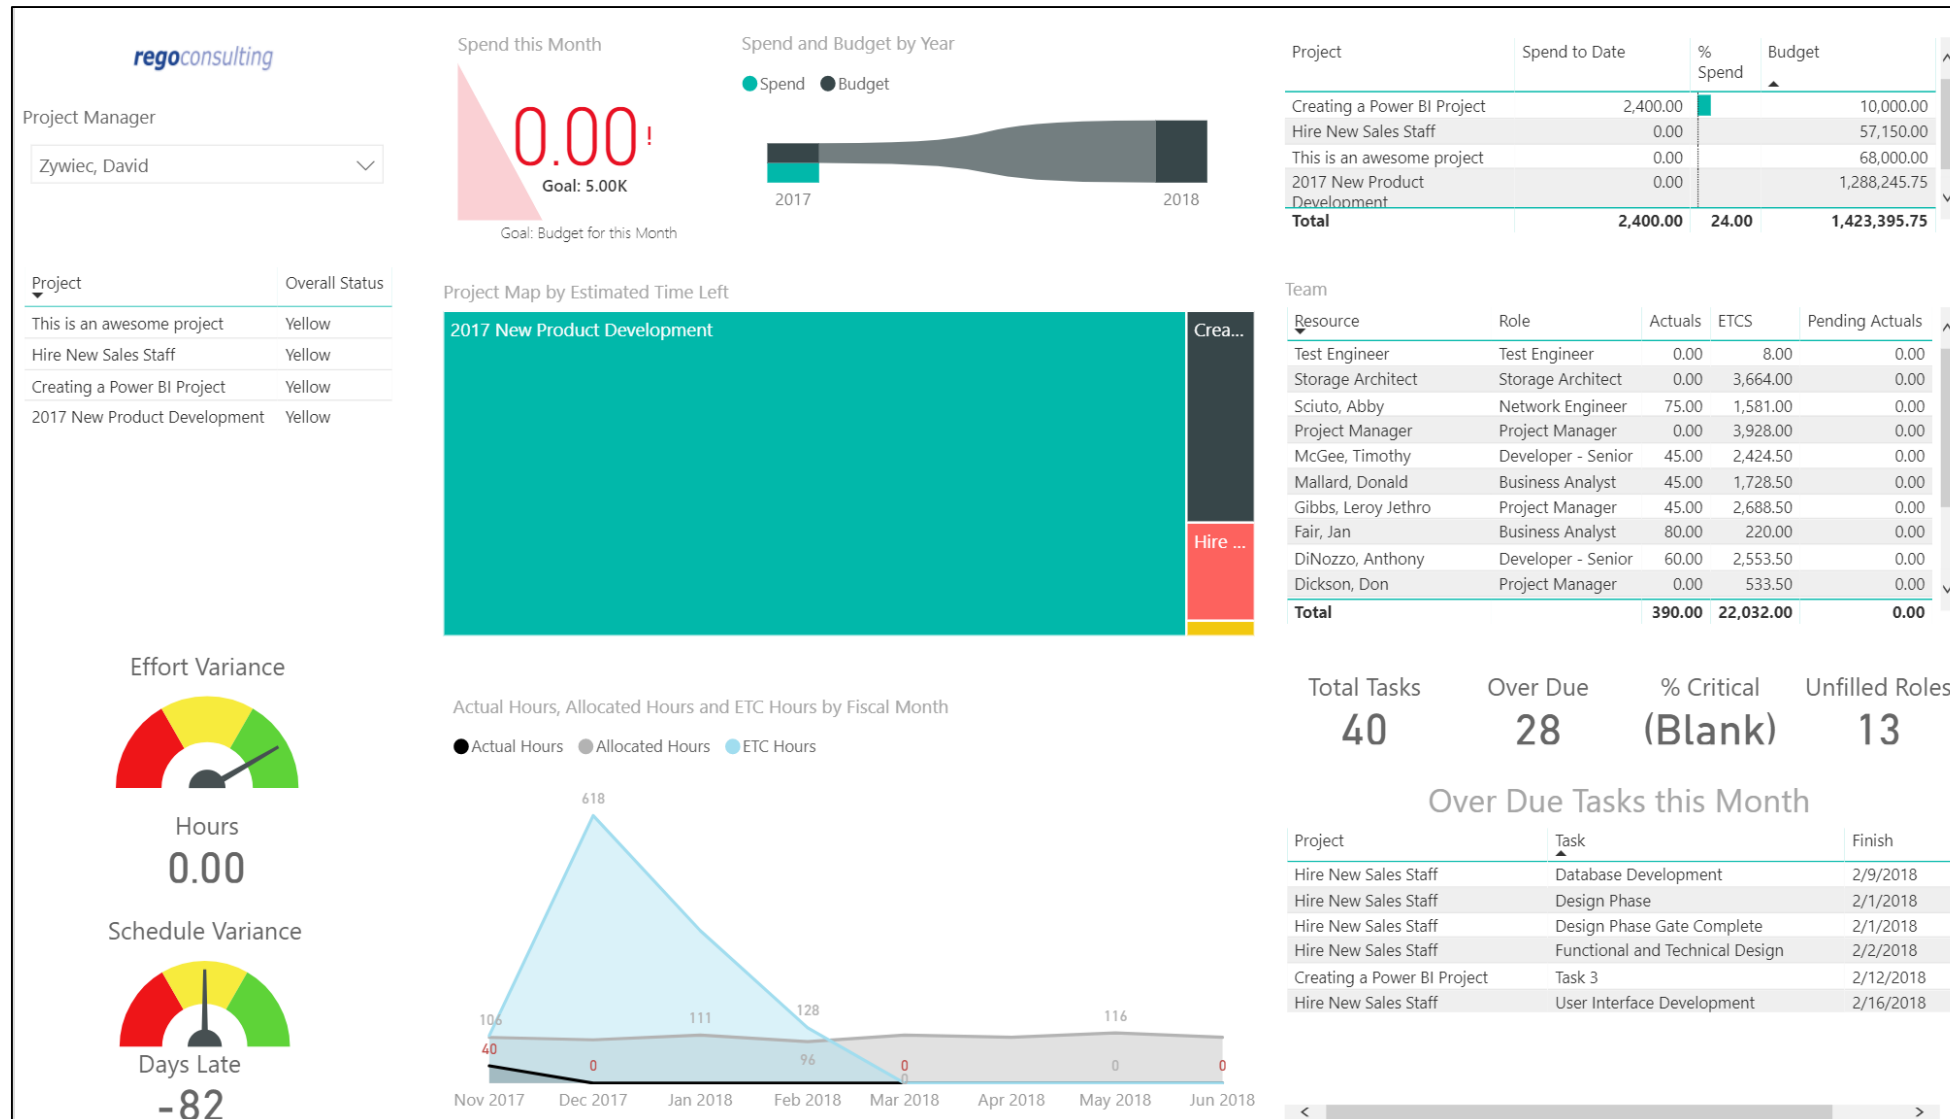 regoconsulting
Project Manager
Zywiec, David
Spend this Month
0.00!
Goal: 5.00K
Goal: Budget for this Month
Spend and Budget by Year
Spend Budget
2017 2018
Project Spend to Date % Spend Budget
Creating a Power BI Project 2,400.00 10,000.00
Hire New Sales Staff 0.00 57,150.00
This is an awesome project 0.00 68,000.00
2017 New Product Development 0.00 1,288,245.75
Total 2,400.00 24.00 1,423,395.75
Project Overall Status
This is an awesome project Yellow
Hire New Sales Staff Yellow
Creating a Power BI Project Yellow
2017 New Product Development Yellow
Project Map by Estimated Time Left
2017 New Product Development Crea...
Hire ...
Team
Resource Role Actuals ETCS Pending Actuals
Test Engineer Test Engineer 0.00 8.00 0.00
Storage Architect Storage Architect 0.00 3,664.00 0.00
Sciuto, Abby Network Engineer 75.00 1,581.00 0.00
Project Manager Project Manager 0.00 3,928.00 0.00
McGee, Timothy Developer - Senior 45.00 2,424.50 0.00
Mallard, Donald Business Analyst 45.00 1,728.50 0.00
Gibbs, Leroy Jethro Project Manager 45.00 2,688.50 0.00
Fair, Jan Business Analyst 80.00 220.00 0.00
DiNozzo, Anthony Developer - Senior 60.00 2,553.50 0.00
Dickson, Don Project Manager 0.00 533.50 0.00
Total 390.00 22,032.00 0.00
Effort Variance
Hours
0.00
Schedule Variance
Days Late
-82
Actual Hours, Allocated Hours and ETC Hours by Fiscal Month
Actual Hours Allocated Hours ETC Hours
618
106 111 128 116
40 0 96 0 0 0 0
Nov 2017 Dec 2017 Jan 2018 Feb 2018 Mar 2018 Apr 2018 May 2018 Jun 2018
Total Tasks Over Due % Critical Unfilled Roles
40 28 (Blank) 13
Over Due Tasks this Month
Project Task Finish
Hire New Sales Staff Database Development 2/9/2018
Hire New Sales Staff Design Phase 2/1/2018
Hire New Sales Staff Design Phase Gate Complete 2/1/2018
Hire New Sales Staff Functional and Technical Design 2/2/2018
Creating a Power BI Project Task 3 2/12/2018
Hire New Sales Staff User Interface Development 2/16/2018